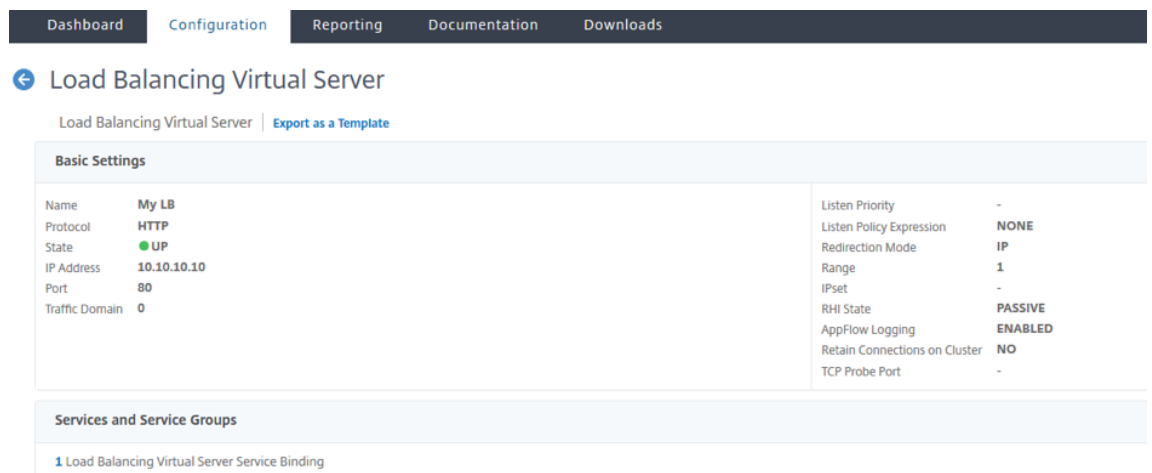 Dashboard Configuration Reporting Documentation Downloads
Load Balancing Virtual Server
Load Balancing Virtual Server Export as a Template
Basic Settings
Name My LB
Protocol HTTP
State UP
IP Address 10.10.10.10
Port 80
Traffic Domain 0
Listen Priority -
Listen Policy Expression NONE
Redirection Mode IP
Range 1
IPset -
RHI State PASSIVE
AppFlow Logging ENABLED
Retain Connections on Cluster NO
TCP Probe Port -
Services and Service Groups
1 Load Balancing Virtual Server Service Binding